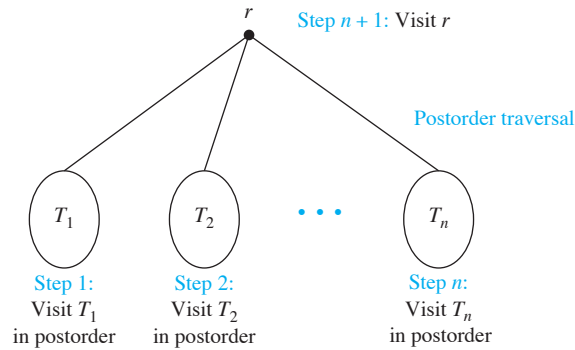 r
Step n + 1: Visit r
Postorder traversal
T₁
T₂
• • •
Tₙ
Step 1:
Visit T₁
in postorder
Step 2:
Visit T₂
in postorder
Step n:
Visit Tₙ
in postorder